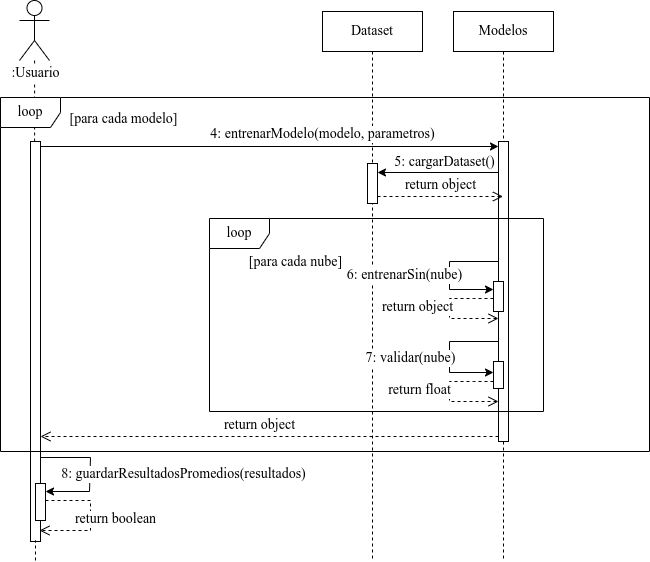 Dataset
Modelos
:Usuario
loop
[para cada modelo]
4: entrenarModelo(modelo, parametros)
5: cargarDataset()
return object
loop
[para cada nube]
6: entrenarSin(nube)
return object
7: validar(nube)
return float
return object
8: guardarResultadosPromedios(resultados)
return boolean